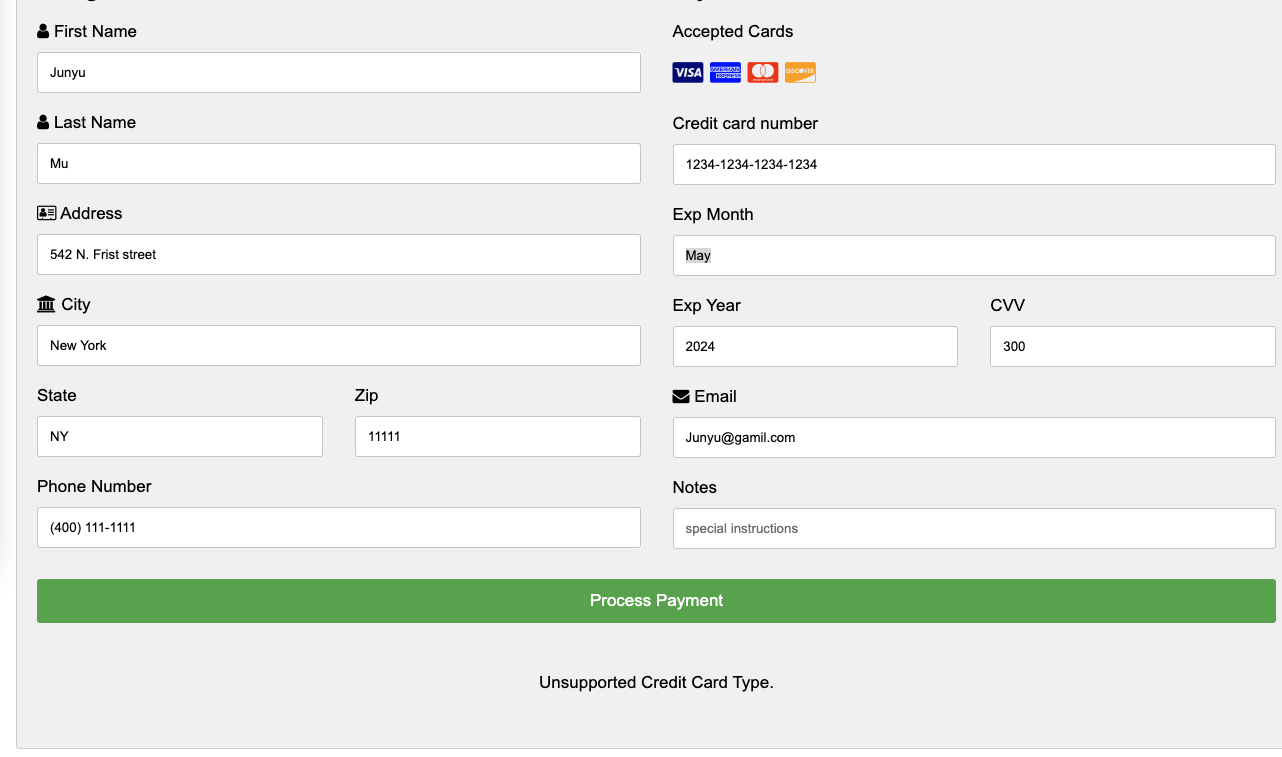 First Name
Junyu
Last Name
Mu
Address
542 N. Frist street
City
New York
State Zip
NY 11111
Phone Number
(400) 111-1111
Accepted Cards
VISA AMERICAN EXPRESS DISCOVER
Credit card number
1234-1234-1234-1234
Exp Month
May
Exp Year CVV
2024 300
Email
Junyu@gamil.com
Notes
special instructions
Process Payment
Unsupported Credit Card Type.